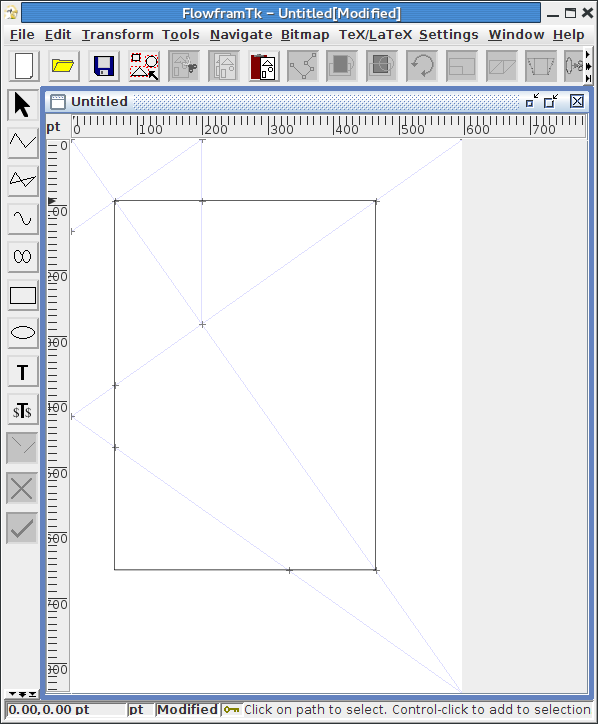 FlowframTk – Untitled[Modified]
File Edit Transform Tools Navigate Bitmap TeX/LaTeX Settings Window Help
Untitled
pt 0 100 200 300 400 500 600 700
0
100
200
300
400
500
600
700
800
T
$T$
0.00,0.00 pt pt Modified Click on path to select. Control-click to add to selection